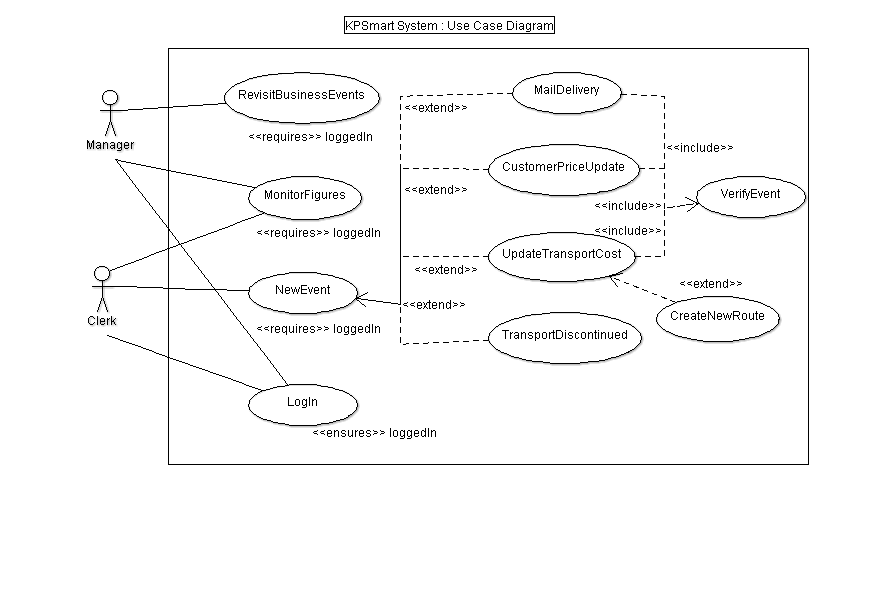 KPSmart System : Use Case Diagram
RevisitBusinessEvents
<<requires>> loggedIn
Manager
MonitorFigures
<<requires>> loggedIn
Clerk
NewEvent
<<requires>> loggedIn
LogIn
<<ensures>> loggedIn
MailDelivery
<<extend>>
<<include>>
CustomerPriceUpdate
<<extend>>
<<include>>
VerifyEvent
<<include>>
UpdateTransportCost
<<extend>>
<<extend>>
<<extend>>
CreateNewRoute
TransportDiscontinued